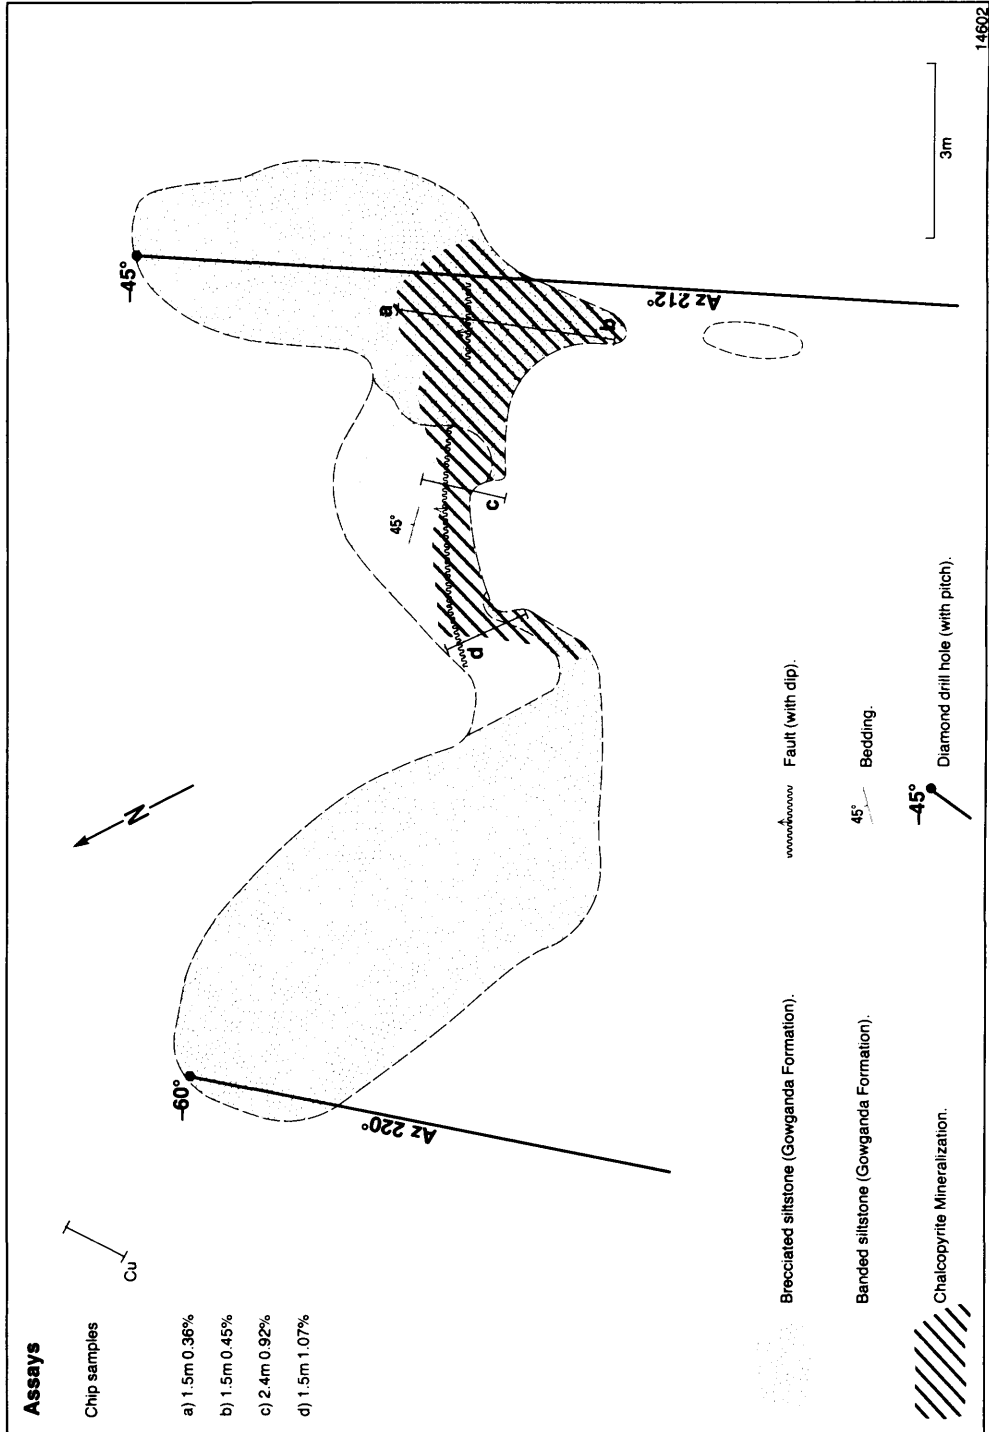 Assays
Chip samples
Cu
a) 1.5m 0.36%
b) 1.5m 0.45%
c) 2.4m 0.92%
d) 1.5m 1.07%
–60°
Az 220°
N
d
45°
c
a
b
–45°
Az 212°
Brecciated siltstone (Gowganda Formation).
Banded siltstone (Gowganda Formation).
Chalcopyrite Mineralization.
Fault (with dip).
45°
Bedding.
–45°
Diamond drill hole (with pitch).
3m
14602